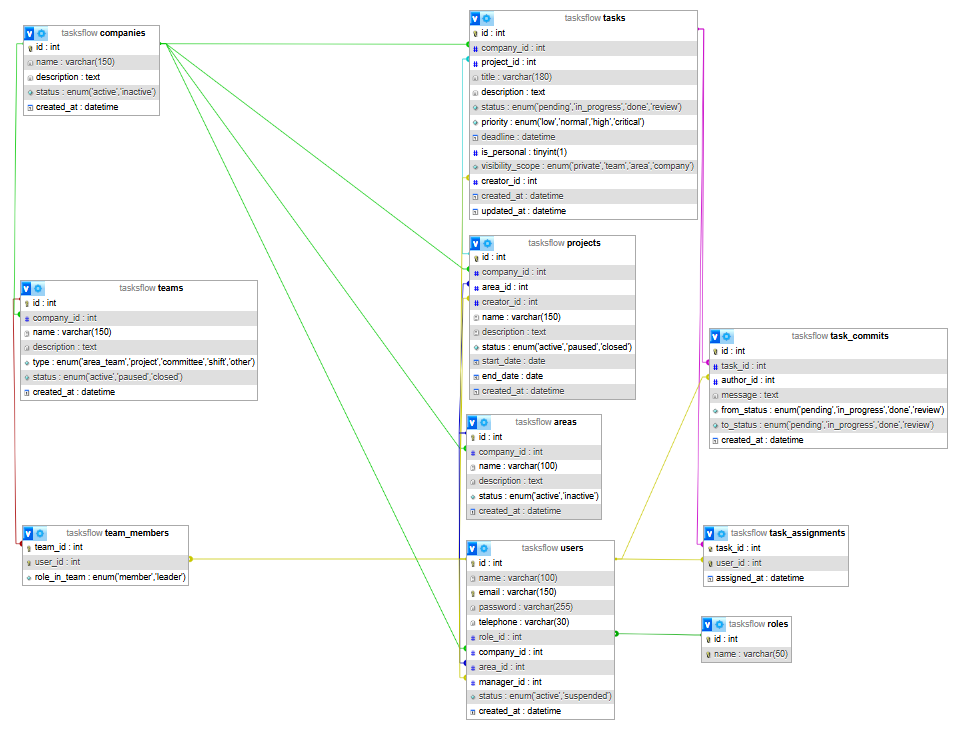 tasksflow companies
id : int
name : varchar(150)
description : text
status : enum('active','inactive')
created_at : datetime
tasksflow tasks
id : int
company_id : int
project_id : int
title : varchar(180)
description : text
status : enum('pending','in_progress','done','review')
priority : enum('low','normal','high','critical')
deadline : datetime
is_personal : tinyint(1)
visibility_scope : enum('private','team','area','company')
creator_id : int
created_at : datetime
updated_at : datetime
tasksflow projects
id : int
company_id : int
area_id : int
creator_id : int
name : varchar(150)
description : text
status : enum('active','paused','closed')
start_date : date
end_date : date
created_at : datetime
tasksflow teams
id : int
company_id : int
name : varchar(150)
description : text
type : enum('area_team','project','committee','shift','other')
status : enum('active','paused','closed')
created_at : datetime
tasksflow task_commits
id : int
task_id : int
author_id : int
message : text
from_status : enum('pending','in_progress','done','review')
to_status : enum('pending','in_progress','done','review')
created_at : datetime
tasksflow areas
id : int
company_id : int
name : varchar(100)
description : text
status : enum('active','inactive')
created_at : datetime
tasksflow team_members
team_id : int
user_id : int
role_in_team : enum('member','leader')
tasksflow users
id : int
name : varchar(100)
email : varchar(150)
password : varchar(255)
telephone : varchar(30)
role_id : int
company_id : int
area_id : int
manager_id : int
status : enum('active','suspended')
created_at : datetime
tasksflow task_assignments
task_id : int
user_id : int
assigned_at : datetime
tasksflow roles
id : int
name : varchar(50)